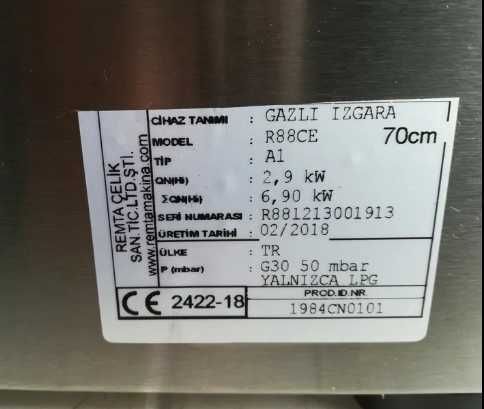 CİHAZ TANIMI : GAZLI IZGARA
MODEL : R88CE 70cm
TİP : A1
QN(Hi) : 2,9 kW
ΣQN(Hi) : 6,90 kW
SERİ NUMARASI : R881213001913
ÜRETİM TARİHİ : 02/2018
ÜLKE : TR
P (mbar) : G30 50 mbar
YALNIZCA LPG
REMTA ÇELİK
SAN.TİC.LTD.ŞTİ.
www.remtamakina.com
CE 2422-18
PROD.ID.NR.
1984CN0101